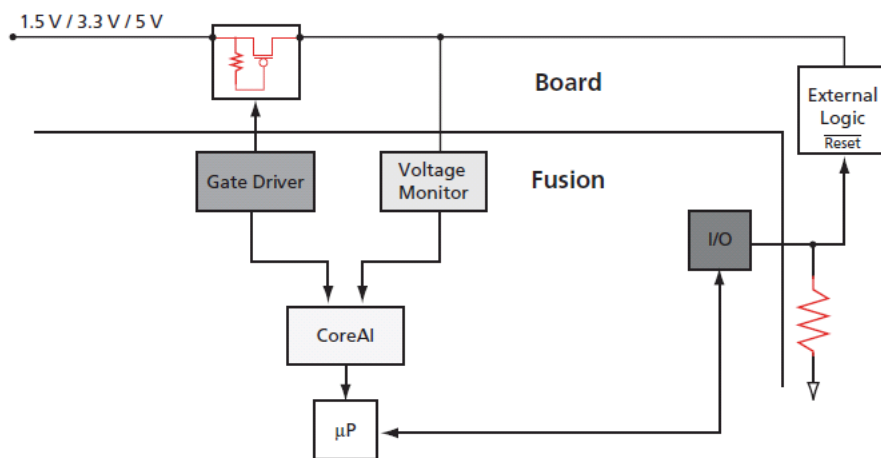 1.5 V / 3.3 V / 5 V
Board
External
Logic
Reset
Gate Driver
Voltage
Monitor
Fusion
I/O
CoreAI
μP